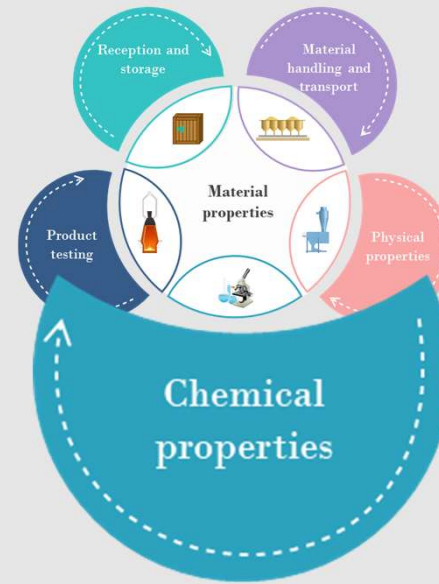 Reception and
storage
Material
handling and
transport
Material
properties
Product
testing
Physical
properties
Chemical
properties